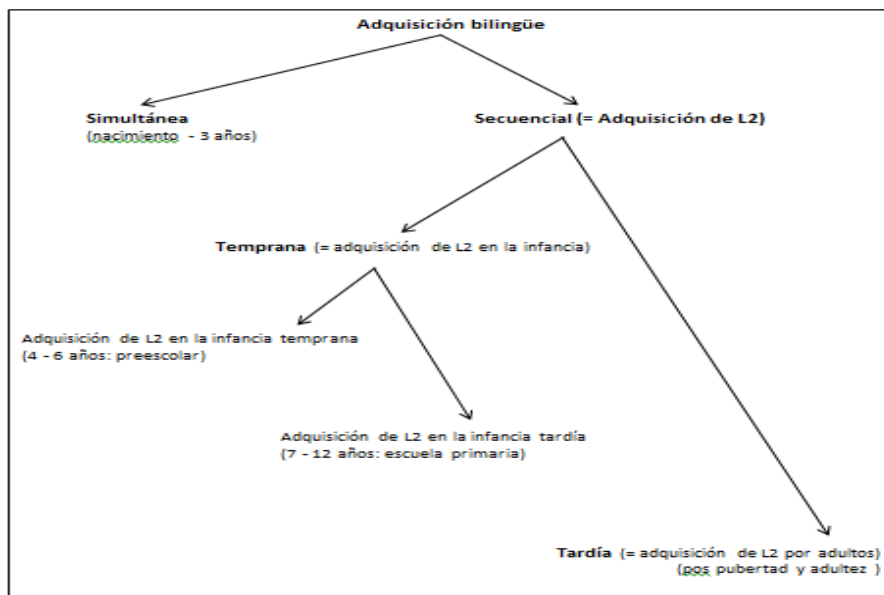 Adquisición bilingüe
Simultánea
(nacimiento - 3 años)
Secuencial (= Adquisición de L2)
Temprana (= adquisición de L2 en la infancia)
Adquisición de L2 en la infancia temprana
(4 - 6 años: preescolar)
Adquisición de L2 en la infancia tardía
(7 - 12 años: escuela primaria)
Tardía (= adquisición de L2 por adultos)
(pos pubertad y adultez )